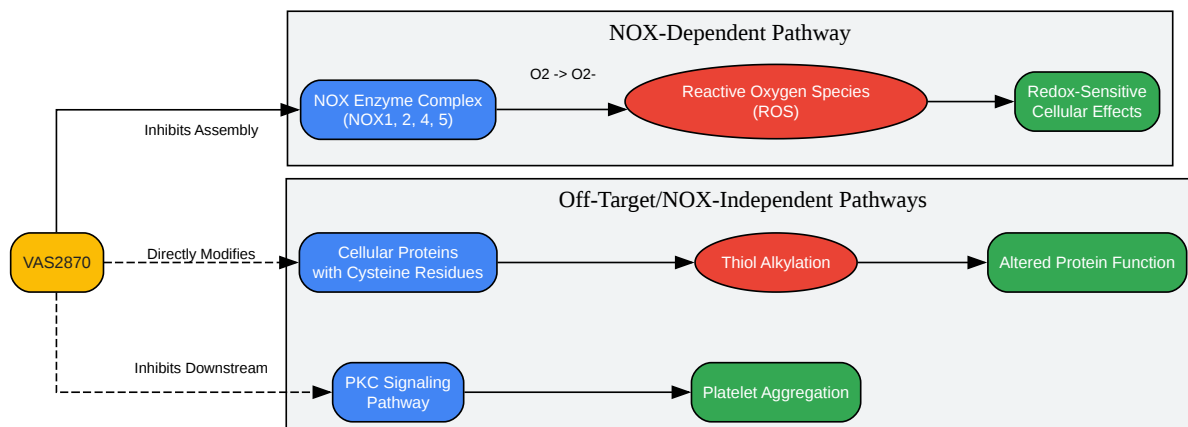 NOX-Dependent Pathway
O2 -> O2-
NOX Enzyme Complex
(NOX1, 2, 4, 5)
Reactive Oxygen Species
(ROS)
Redox-Sensitive
Cellular Effects
Inhibits Assembly
Off-Target/NOX-Independent Pathways
VAS2870
Directly Modifies
Cellular Proteins
with Cysteine Residues
Thiol Alkylation
Altered Protein Function
Inhibits Downstream
PKC Signaling
Pathway
Platelet Aggregation